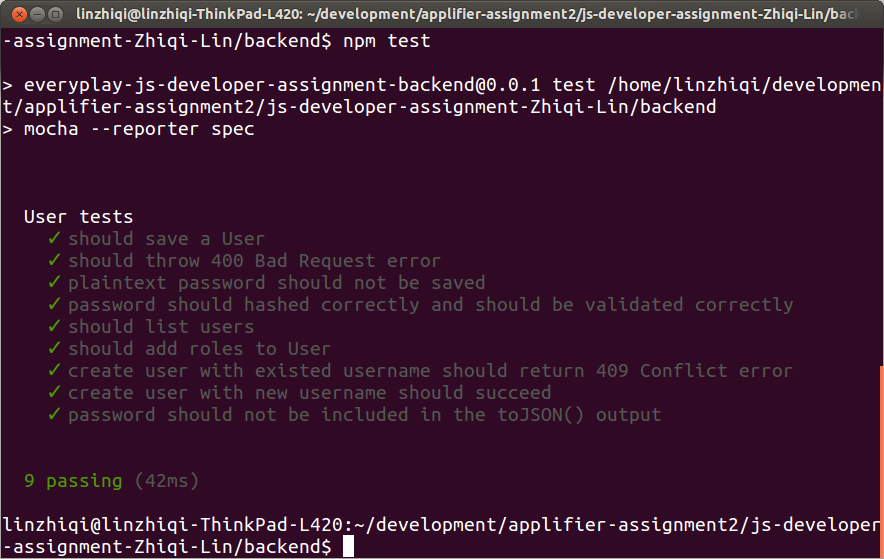 linzhiqi@linzhiqi-ThinkPad-L420: ~/development/applifier-assignment2/js-developer-assignment-Zhiqi-Lin/back
-assignment-Zhiqi-Lin/backend$ npm test
> everyplay-js-developer-assignment-backend@0.0.1 test /home/linzhiqi/developmen
t/applifier-assignment2/js-developer-assignment-Zhiqi-Lin/backend
> mocha --reporter spec
User tests
✓ should save a User
✓ should throw 400 Bad Request error
✓ plaintext password should not be saved
✓ password should hashed correctly and should be validated correctly
✓ should list users
✓ should add roles to User
✓ create user with existed username should return 409 Conflict error
✓ create user with new username should succeed
✓ password should not be included in the toJSON() output
9 passing (42ms)
linzhiqi@linzhiqi-ThinkPad-L420:~/development/applifier-assignment2/js-developer
-assignment-Zhiqi-Lin/backend$